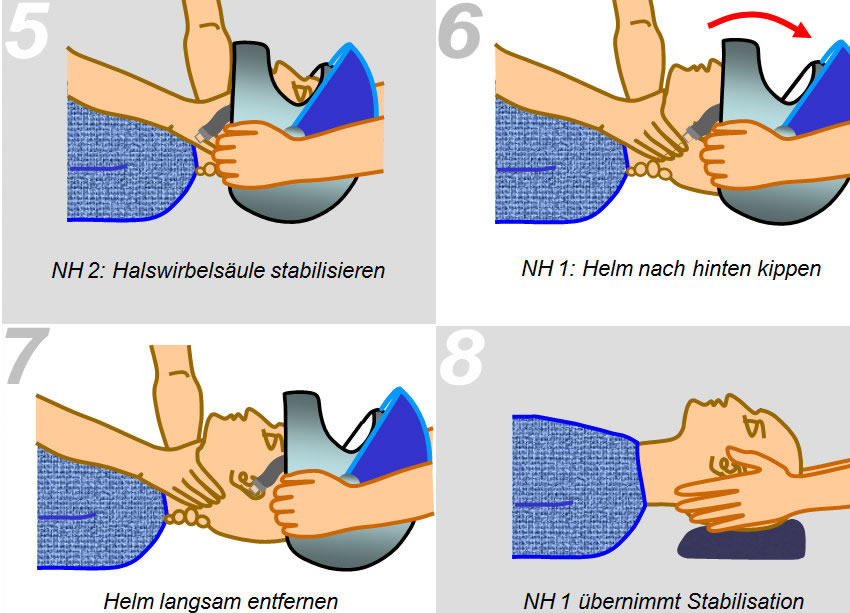 5
NH 2: Halswirbelsäule stabilisieren
6
NH 1: Helm nach hinten kippen
7
Helm langsam entfernen
8
NH 1 übernimmt Stabilisation